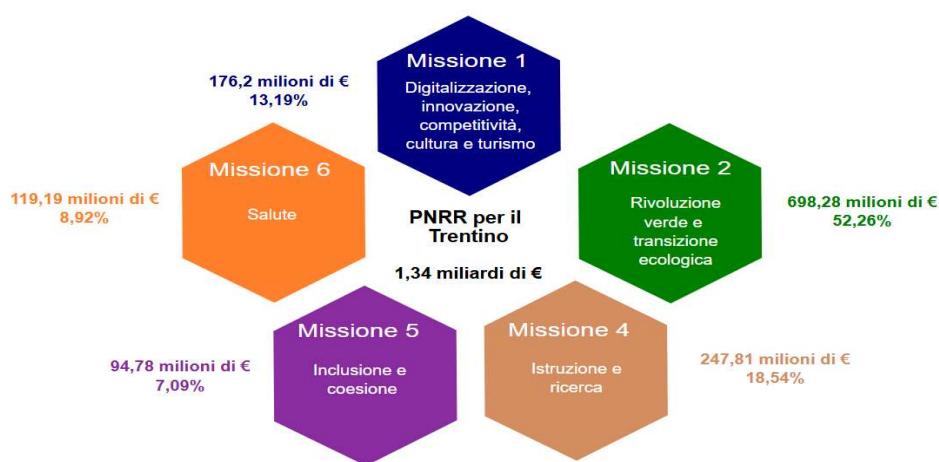 Missione 1
Digitalizzazione,
innovazione,
competitività,
cultura e turismo
176,2 milioni di €
13,19%
Missione 6
Salute
119,19 milioni di €
8,92%
Missione 2
Rivoluzione
verde e
transizione
ecologica
698,28 milioni di €
52,26%
PNRR per il
Trentino
1,34 miliardi di €
Missione 5
Inclusione e
coesione
94,78 milioni di €
7,09%
Missione 4
Istruzione e
ricerca
247,81 milioni di €
18,54%